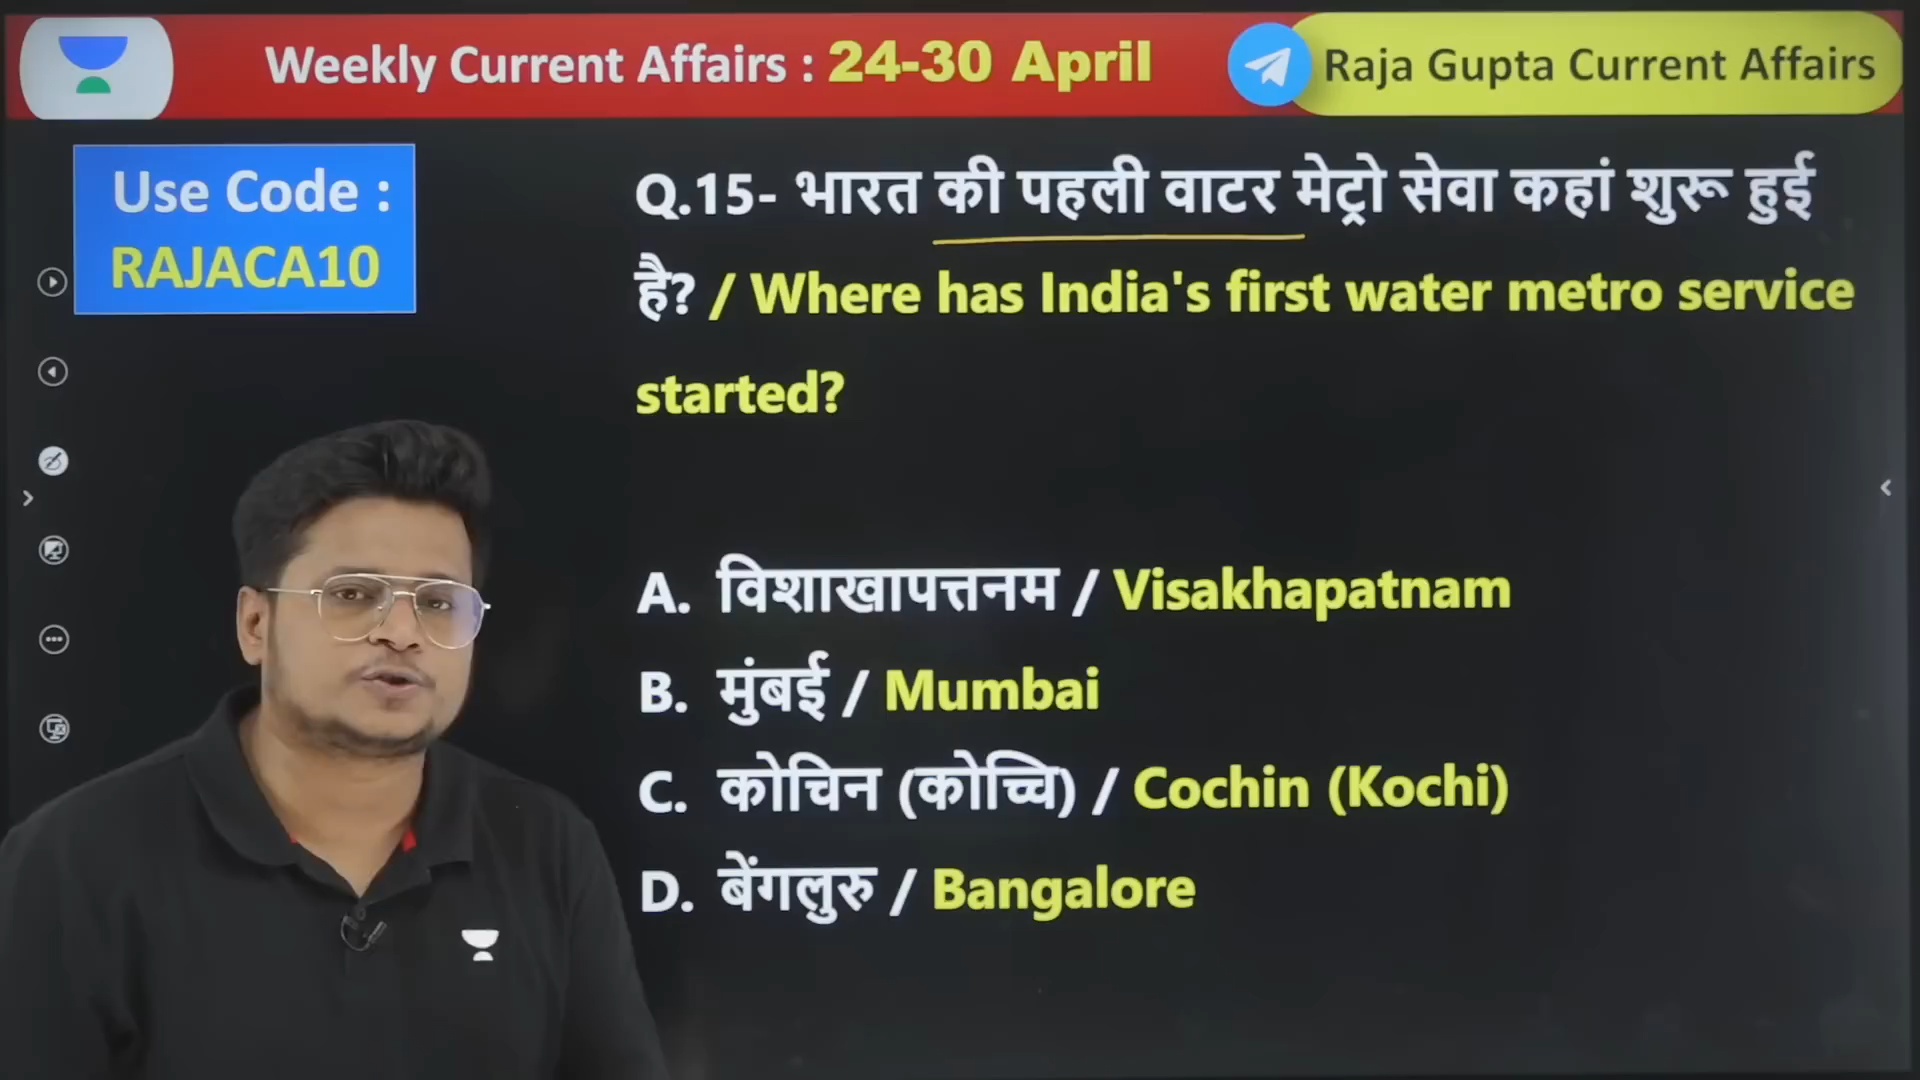 Weekly Current Affairs : 24-30 April
Raja Gupta Current Affairs
Use Code :
RAJACA10
Q.15- भारत की पहली वाटर मेट्रो सेवा कहां शुरू हुई
है? / Where has India's first water metro service
started?
A. विशाखापत्तनम / Visakhapatnam
B. मुंबई / Mumbai
C. कोचिन (कोच्चि) / Cochin (Kochi)
D. बेंगलुरु / Bangalore